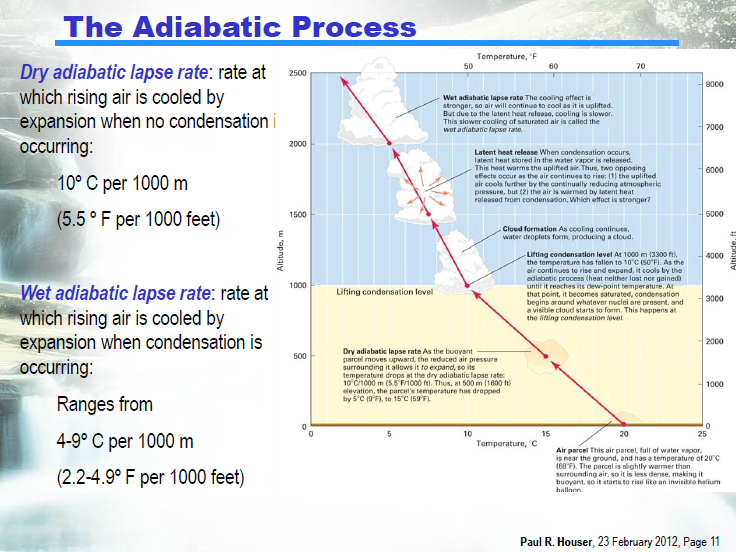 The Adiabatic Process
Dry adiabatic lapse rate: rate at
which rising air is cooled by
expansion when no condensation i
occurring:
10º C per 1000 m
(5.5 º F per 1000 feet)
Wet adiabatic lapse rate: rate at
which rising air is cooled by
expansion when condensation is
occurring:
Ranges from
4-9º C per 1000 m
(2.2-4.9º F per 1000 feet)
Temperature, °F
40 50 60 70
2500
2000
1500
1000
500
0
Altitude, m
8000
7000
6000
5000
4000
3000
2000
1000
0
Altitude, ft
Wet adiabatic lapse rate The cooling effect is
stronger, so air will continue to cool as it is uplifted.
But due to the latent heat release, cooling is slower.
This slower cooling of saturated air is called the
wet adiabatic lapse rate.
Latent heat release When condensation occurs,
latent heat stored in the water vapor is released.
This heat warms the uplifted air. Thus, two opposing
effects occur as the air continues to rise: (1) the uplifted
air cools further by the continually reducing atmospheric
pressure, but (2) the air is warmed by latent heat
released from condensation. Which effect is stronger?
Cloud formation As cooling continues,
water droplets form, producing a cloud.
Lifting condensation level At 1000 m (3300 ft),
the temperature has fallen to 10°C (50°F). As the
air continues to rise and expand, it cools by the
adiabatic process (heat neither lost nor gained)
until it reaches its dew-point temperature. At
that point, it becomes saturated, condensation
begins around whatever nuclei are present, and
a visible cloud starts to form. This happens at
the lifting condensation level.
Lifting condensation level
Dry adiabatic lapse rate As the buoyant
parcel moves upward, the reduced air pressure
surrounding it allows it to expand, so its
temperature drops at the dry adiabatic lapse rate:
10°C/1000 m (5.5°F/1000 ft). Thus, at 500 m (1600 ft)
elevation, the parcel's temperature has dropped
by 5°C (9°F), to 15°C (59°F).
0 5 10 15 20 25
Temperature, °C
Air parcel This air parcel, full of water vapor,
is near the ground, and has a temperature of 20°C
(68°F). The parcel is slightly warmer than
surrounding air, so it is less dense, making it
buoyant, so it starts to rise like an invisible helium
balloon.
Paul R. Houser, 23 February 2012, Page 11